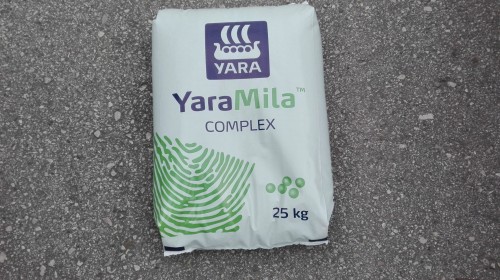 YARA
YaraMila™
COMPLEX
25 kg